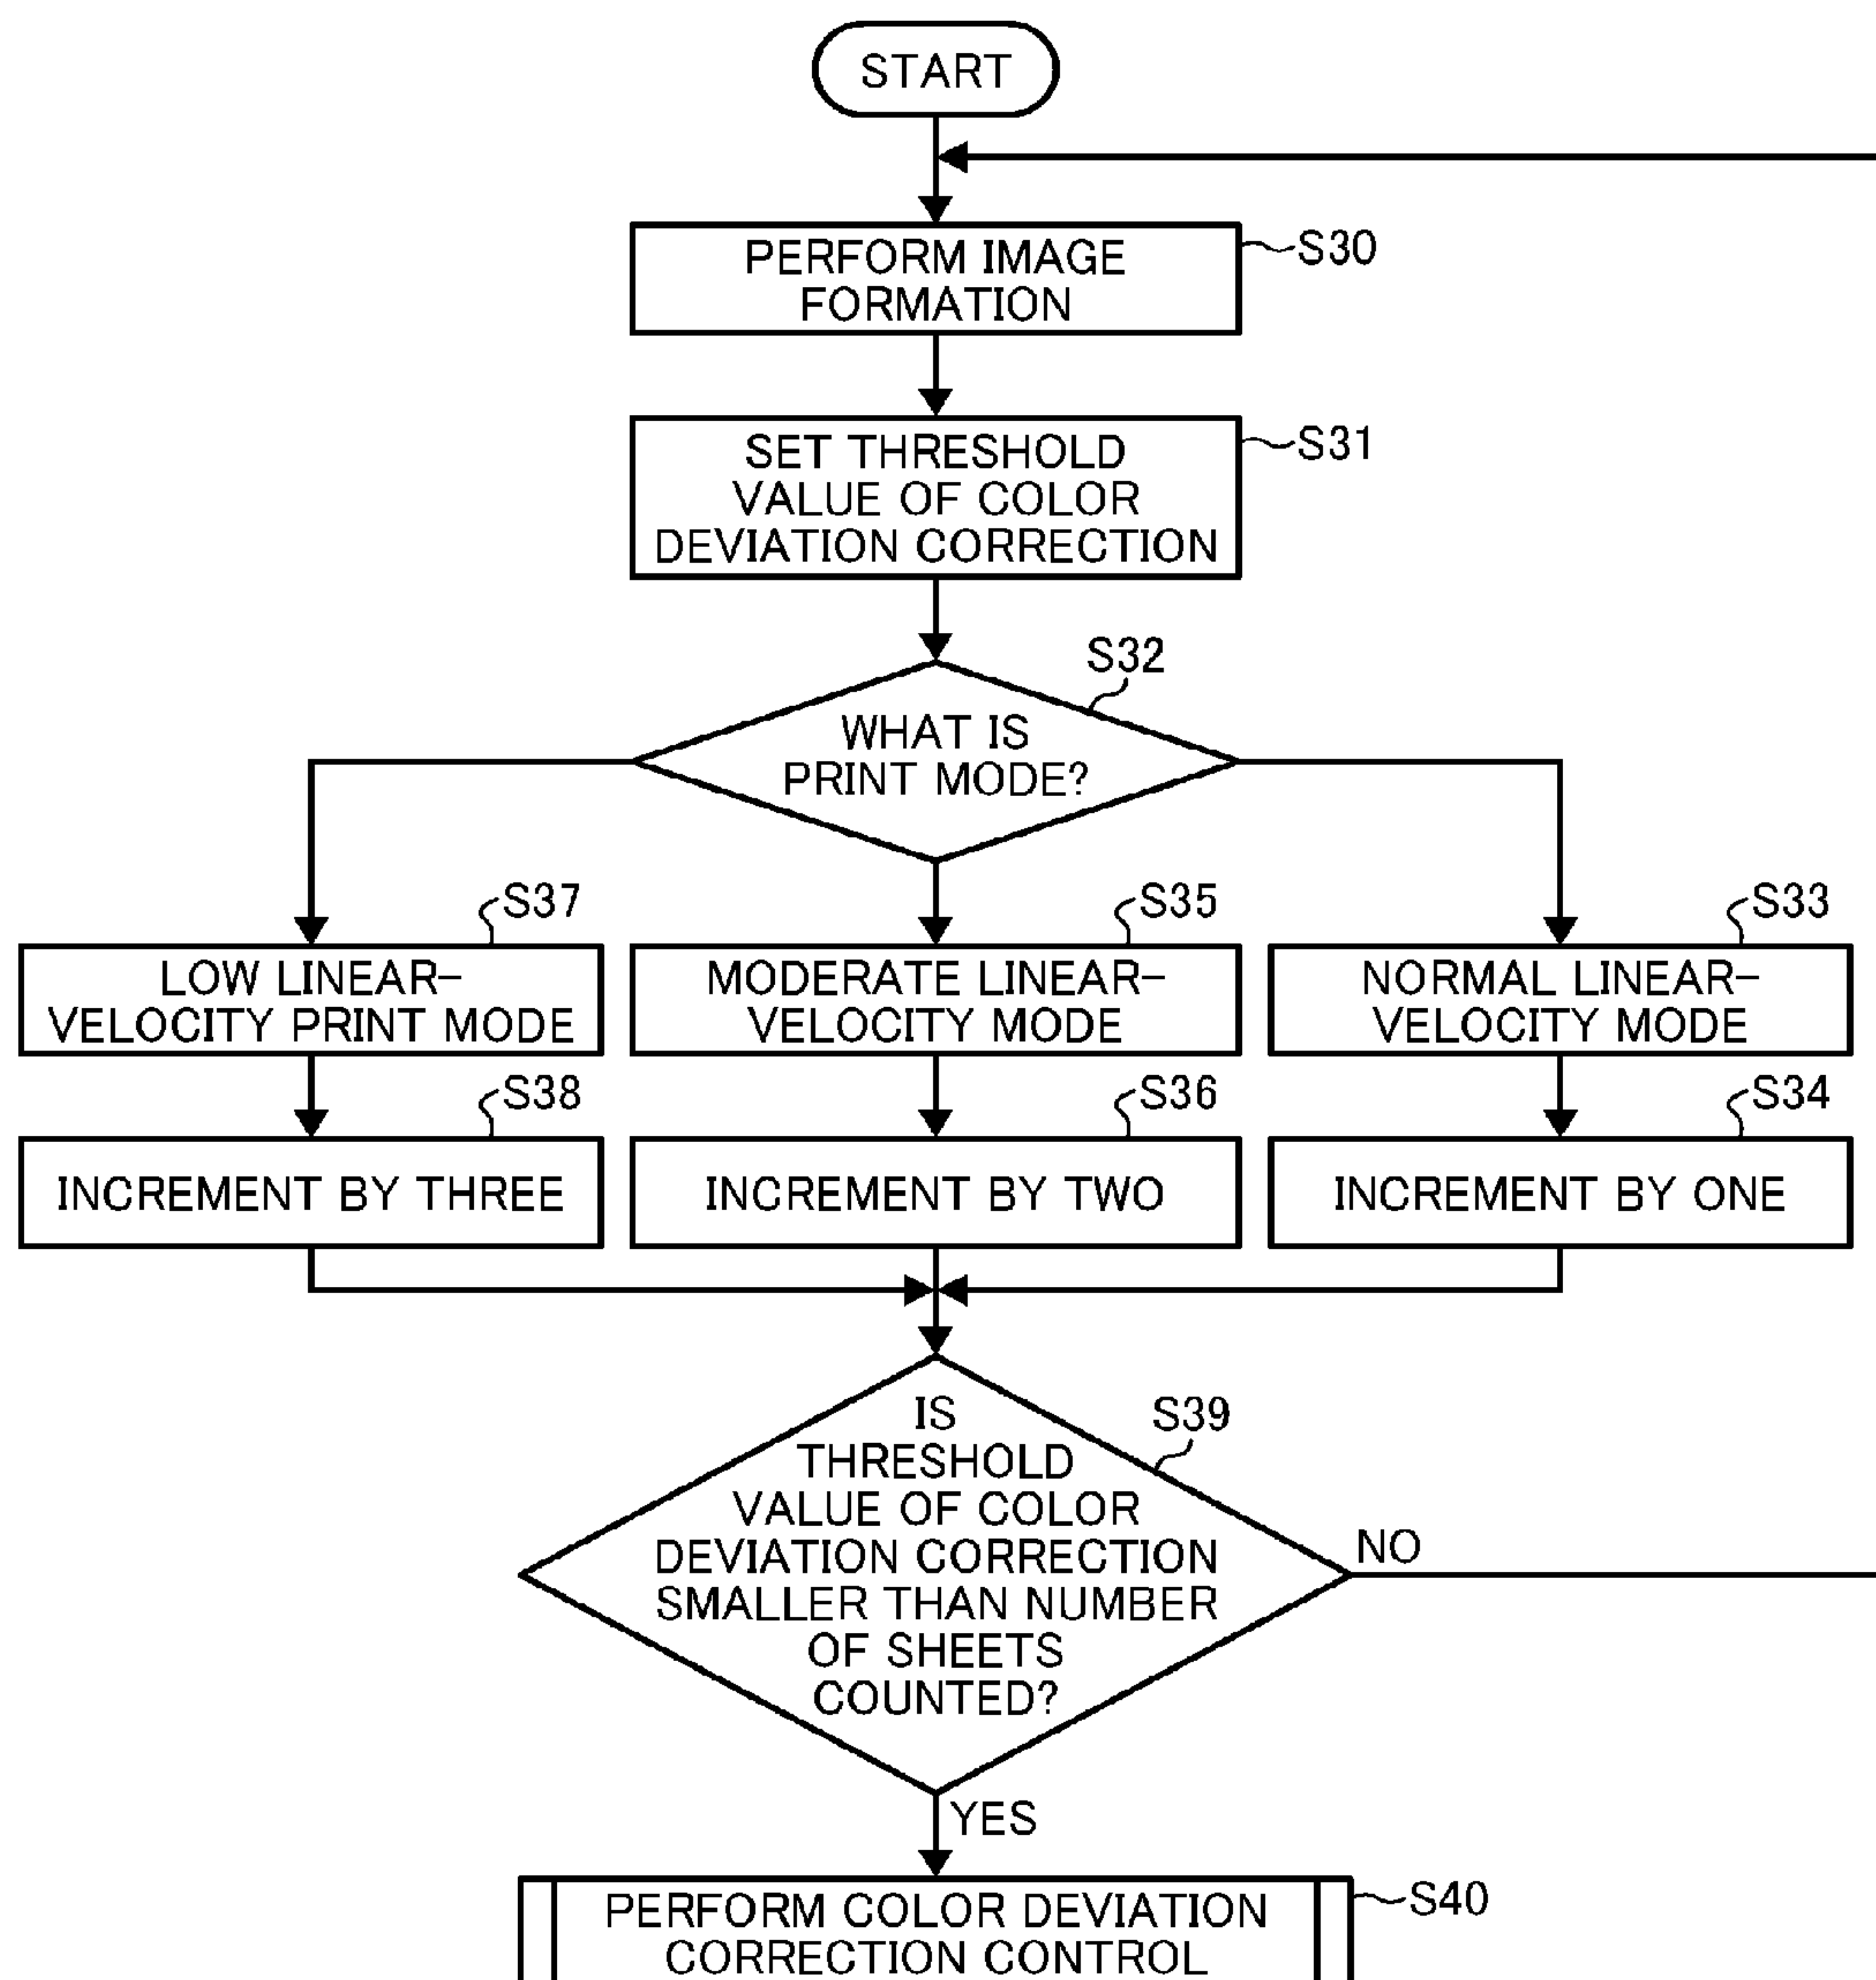 START
PERFORM IMAGE
FORMATION
S30
SET THRESHOLD
VALUE OF COLOR
DEVIATION CORRECTION
S31
S32
WHAT IS
PRINT MODE?
S37
LOW LINEAR-
VELOCITY PRINT MODE
S35
MODERATE LINEAR-
VELOCITY MODE
S33
NORMAL LINEAR-
VELOCITY MODE
S38
INCREMENT BY THREE
S36
INCREMENT BY TWO
S34
INCREMENT BY ONE
S39
IS
THRESHOLD
VALUE OF COLOR
DEVIATION CORRECTION
SMALLER THAN NUMBER
OF SHEETS
COUNTED?
NO
YES
PERFORM COLOR DEVIATION
CORRECTION CONTROL
S40